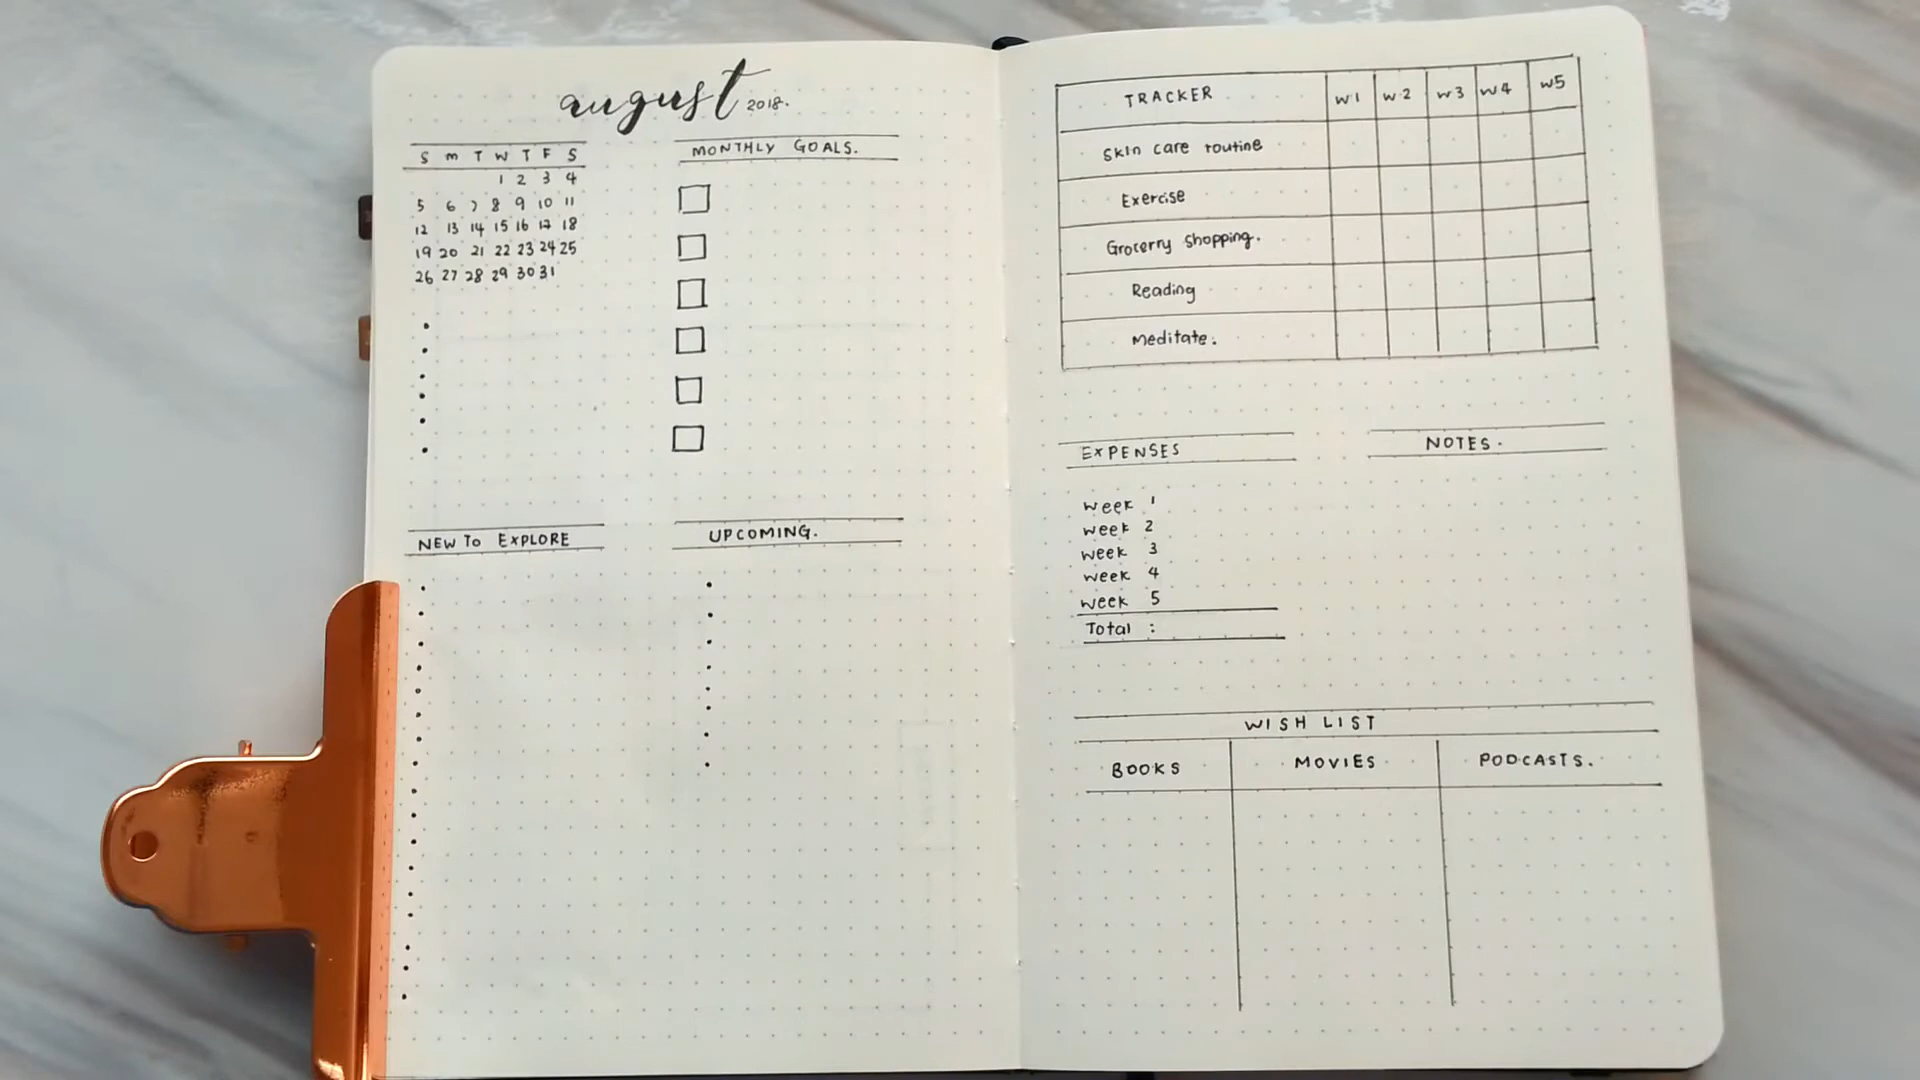 august 2018.
S M T W T F S
1 2 3 4
5 6 7 8 9 10 11
12 13 14 15 16 17 18
19 20 21 22 23 24 25
26 27 28 29 30 31
MONTHLY GOALS.
NEW TO EXPLORE
UPCOMING.
TRACKER W1 W2 W3 W4 W5
Skin care routine
Exercise
Grocerry shopping.
Reading
Meditate.
EXPENSES
week 1
week 2
week 3
week 4
week 5
Total :
NOTES.
WISH LIST
BOOKS MOVIES PODCASTS.